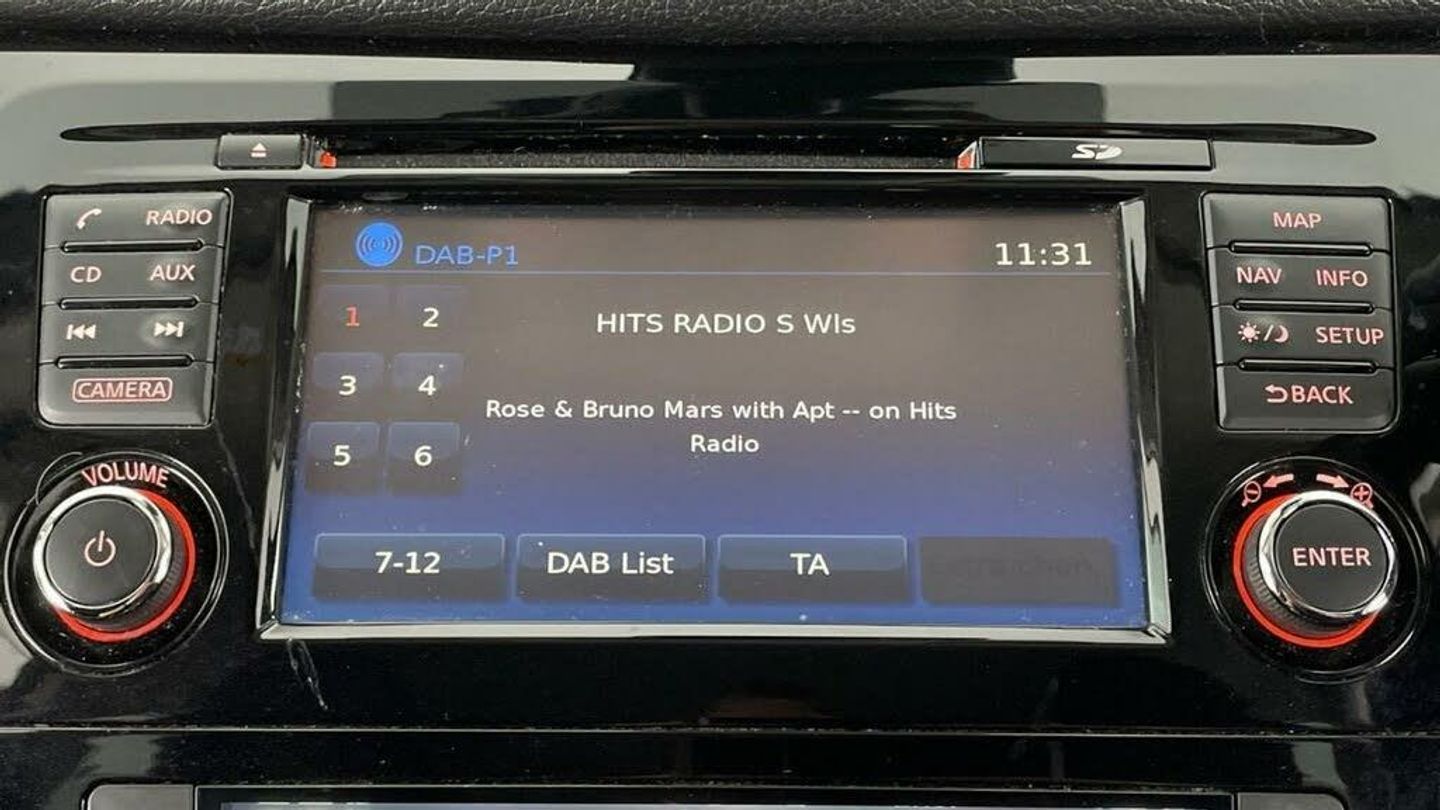 SD
RADIO
CD AUX
CAMERA
VOLUME
DAB-P1 11:31
1 2
HITS RADIO S Wls
3 4
Rose & Bruno Mars with Apt -- on Hits
Radio
5 6
7-12 DAB List TA
MAP
NAV INFO
SETUP
BACK
ENTER